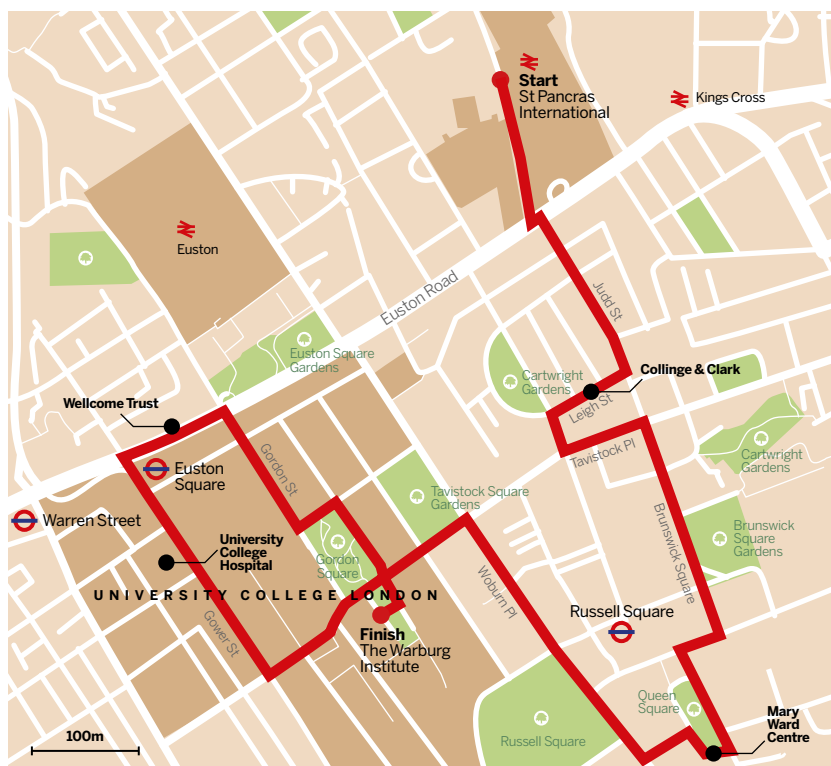 Start
St Pancras
International
Kings Cross
Euston
Euston Road
Judd St
Euston Square
Gardens
Cartwright
Gardens
Collinge & Clark
Leigh St
Wellcome Trust
Tavistock Pl
Cartwright
Gardens
Euston
Square
Gordon St
Tavistock Square
Gardens
Warren Street
Brunswick Square
Brunswick
Square
Gardens
University
College
Hospital
Gordon
Square
Woburn Pl
UNIVERSITY COLLEGE LONDON
Gower St
Russell Square
Finish
The Warburg
Institute
Queen
Square
Mary
Ward
Centre
Russell Square
100m